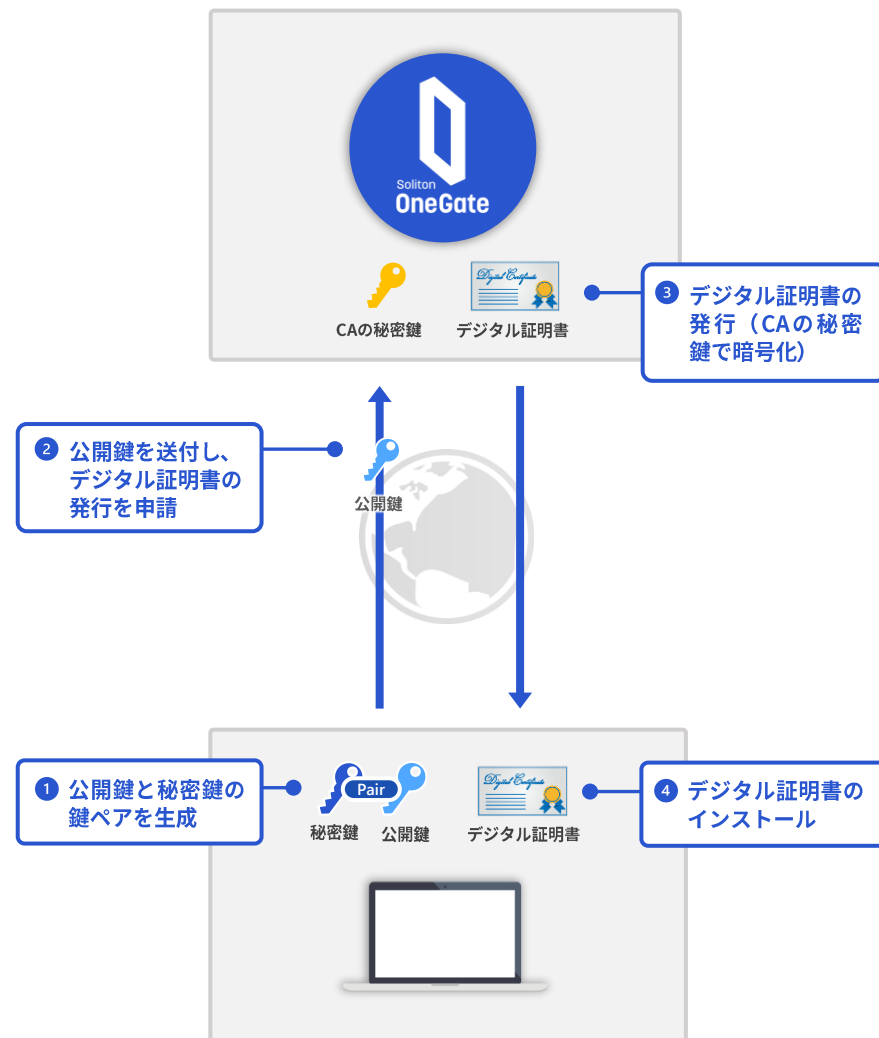 Soliton
OneGate
Digital Certificate
CAの秘密鍵
デジタル証明書
3
デジタル証明書の
発行（CAの秘密
鍵で暗号化）
2
公開鍵を送付し、
デジタル証明書の
発行を申請
公開鍵
1
公開鍵と秘密鍵の
鍵ペアを生成
Pair
秘密鍵
公開鍵
Digital Certificate
デジタル証明書
4
デジタル証明書の
インストール